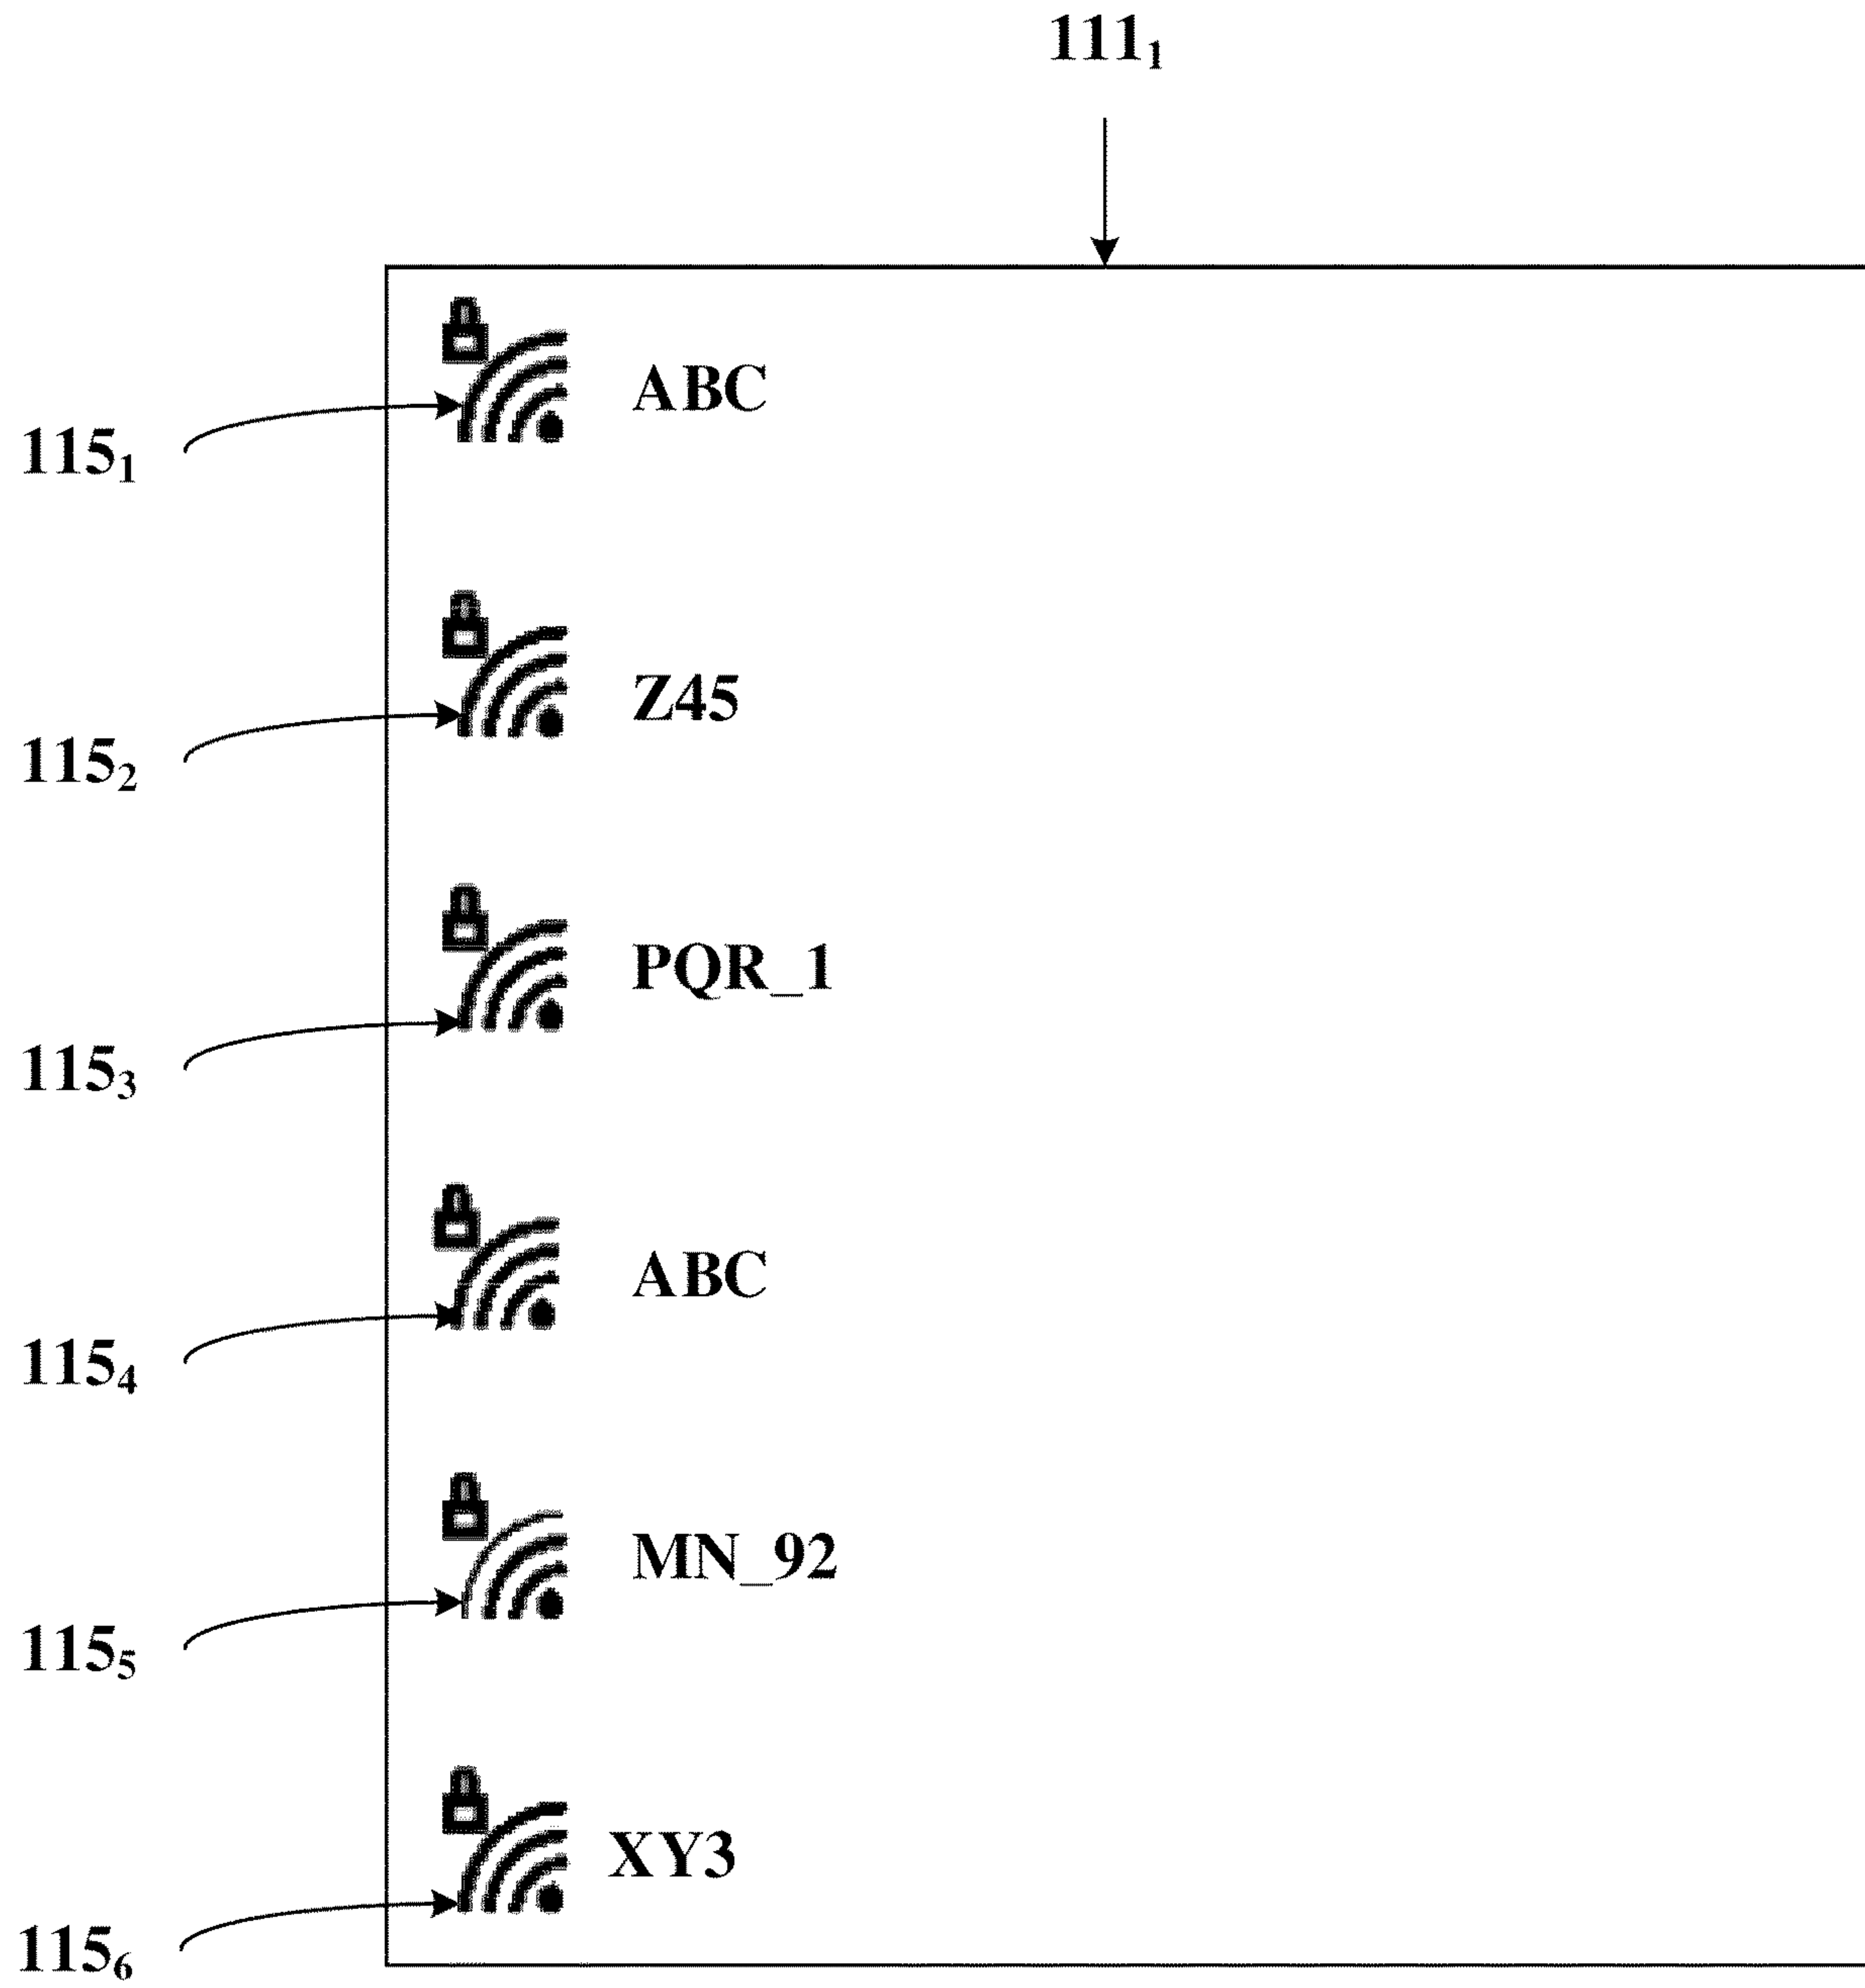 111₁
ABC
115₁
Z45
115₂
PQR_1
115₃
ABC
115₄
MN_92
115₅
XY3
115₆